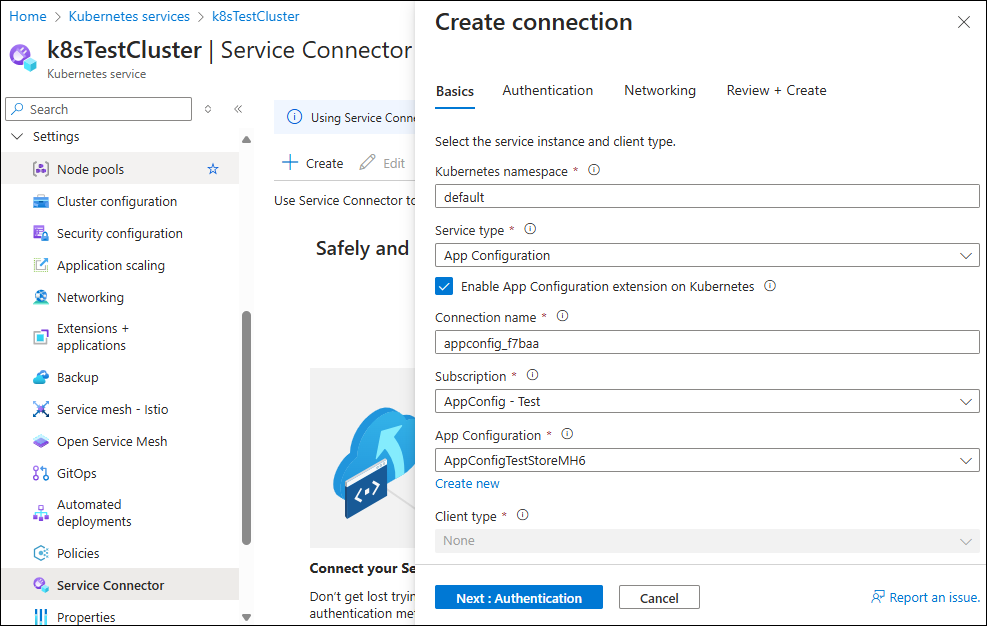 Home > Kubernetes services > k8sTestCluster
k8sTestCluster | Service Connector
Kubernetes service
Search
Settings
Node pools
Cluster configuration
Security configuration
Application scaling
Networking
Extensions +
applications
Backup
Service mesh - Istio
Open Service Mesh
GitOps
Automated
deployments
Policies
Service Connector
Properties
Using Service Conne
Create Edit
Use Service Connector to
Safely and
Connect your Se
Don't get lost trying
authentication met
Create connection
Basics Authentication Networking Review + Create
Select the service instance and client type.
Kubernetes namespace *
default
Service type *
App Configuration
Enable App Configuration extension on Kubernetes
Connection name *
appconfig_f7baa
Subscription *
AppConfig - Test
App Configuration *
AppConfigTestStoreMH6
Create new
Client type *
None
Next : Authentication Cancel Report an issue.